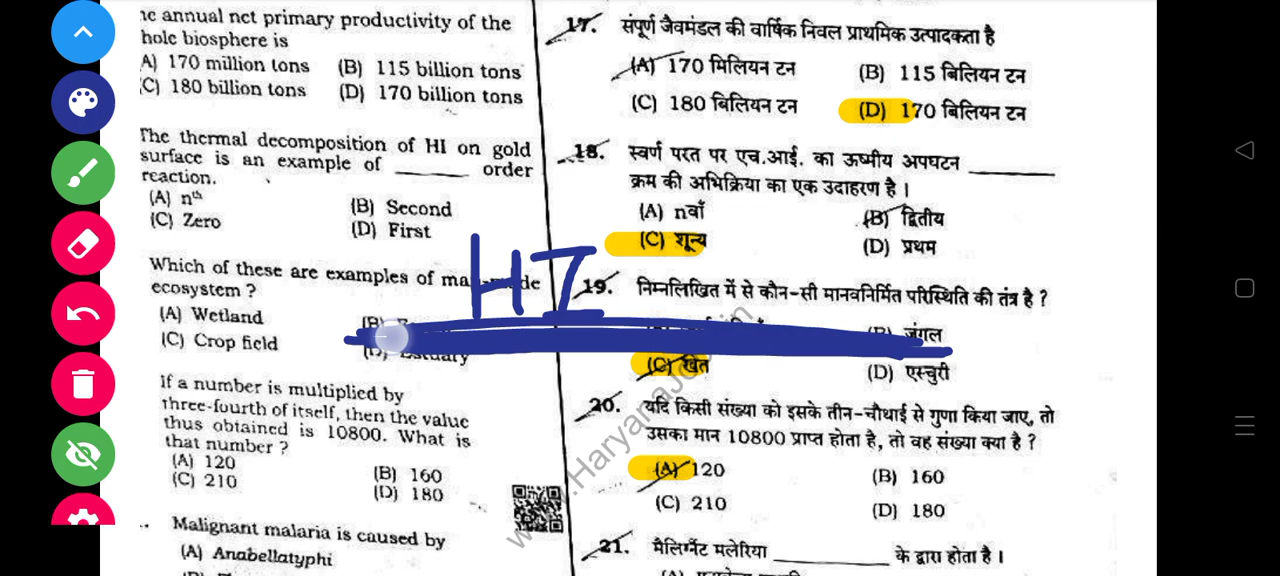 ne annual net primary productivity of the
hole biosphere is
A) 170 million tons (B) 115 billion tons
C) 180 billion tons (D) 170 billion tons
The thermal decomposition of HI on gold
surface is an example of ______ order
reaction.
(A) nth (B) Second
(C) Zero (D) First
Which of these are examples of ma
ecosystem ?
(A) Wetland (B)
(C) Crop field (D) Estuary
If a number is multiplied by
three-fourth of itself, then the value
thus obtained is 10800. What is
that number ?
(A) 120 (B) 160
(C) 210 (D) 180
Malignant malaria is caused by
(A) Anabellatyphi
17. संपूर्ण जैवमंडल की वार्षिक निवल प्राथमिक उत्पादकता है
(A) 170 मिलियन टन (B) 115 बिलियन टन
(C) 180 बिलियन टन (D) 170 बिलियन टन
18. स्वर्ण परत पर एच.आई. का ऊष्मीय अपघटन ______
क्रम की अभिक्रिया का एक उदाहरण है ।
(A) nवाँ (B) द्वितीय
(C) शून्य (D) प्रथम
HI
19. निम्नलिखित में से कौन-सी मानवनिर्मित परिस्थिति की तंत्र है ?
(B) जंगल
(C) खेत (D) एस्चुरी
20. यदि किसी संख्या को इसके तीन-चौथाई से गुणा किया जाए, तो
उसका मान 10800 प्राप्त होता है, तो वह संख्या क्या है ?
(A) 120 (B) 160
(C) 210 (D) 180
21. मैलिग्नैंट मलेरिया ______ के द्वारा होता है ।